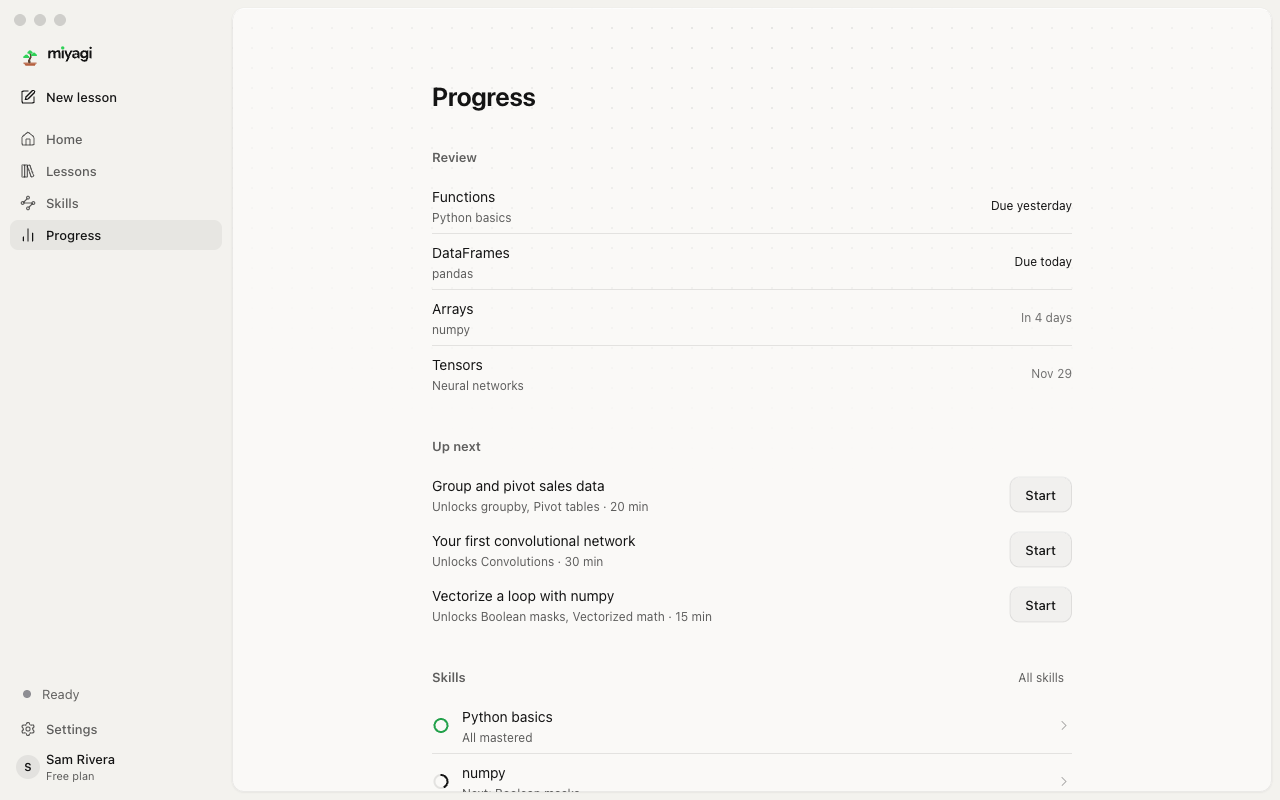 miyagi
New lesson
Home
Lessons
Skills
Progress
Ready
Settings
S
Sam Rivera
Free plan
Progress
Review
Functions
Python basics
Due yesterday
DataFrames
pandas
Due today
Arrays
numpy
In 4 days
Tensors
Neural networks
Nov 29
Up next
Group and pivot sales data
Unlocks groupby, Pivot tables · 20 min
Start
Your first convolutional network
Unlocks Convolutions · 30 min
Start
Vectorize a loop with numpy
Unlocks Boolean masks, Vectorized math · 15 min
Start
Skills
All skills
Python basics
All mastered
numpy
Next: Boolean masks